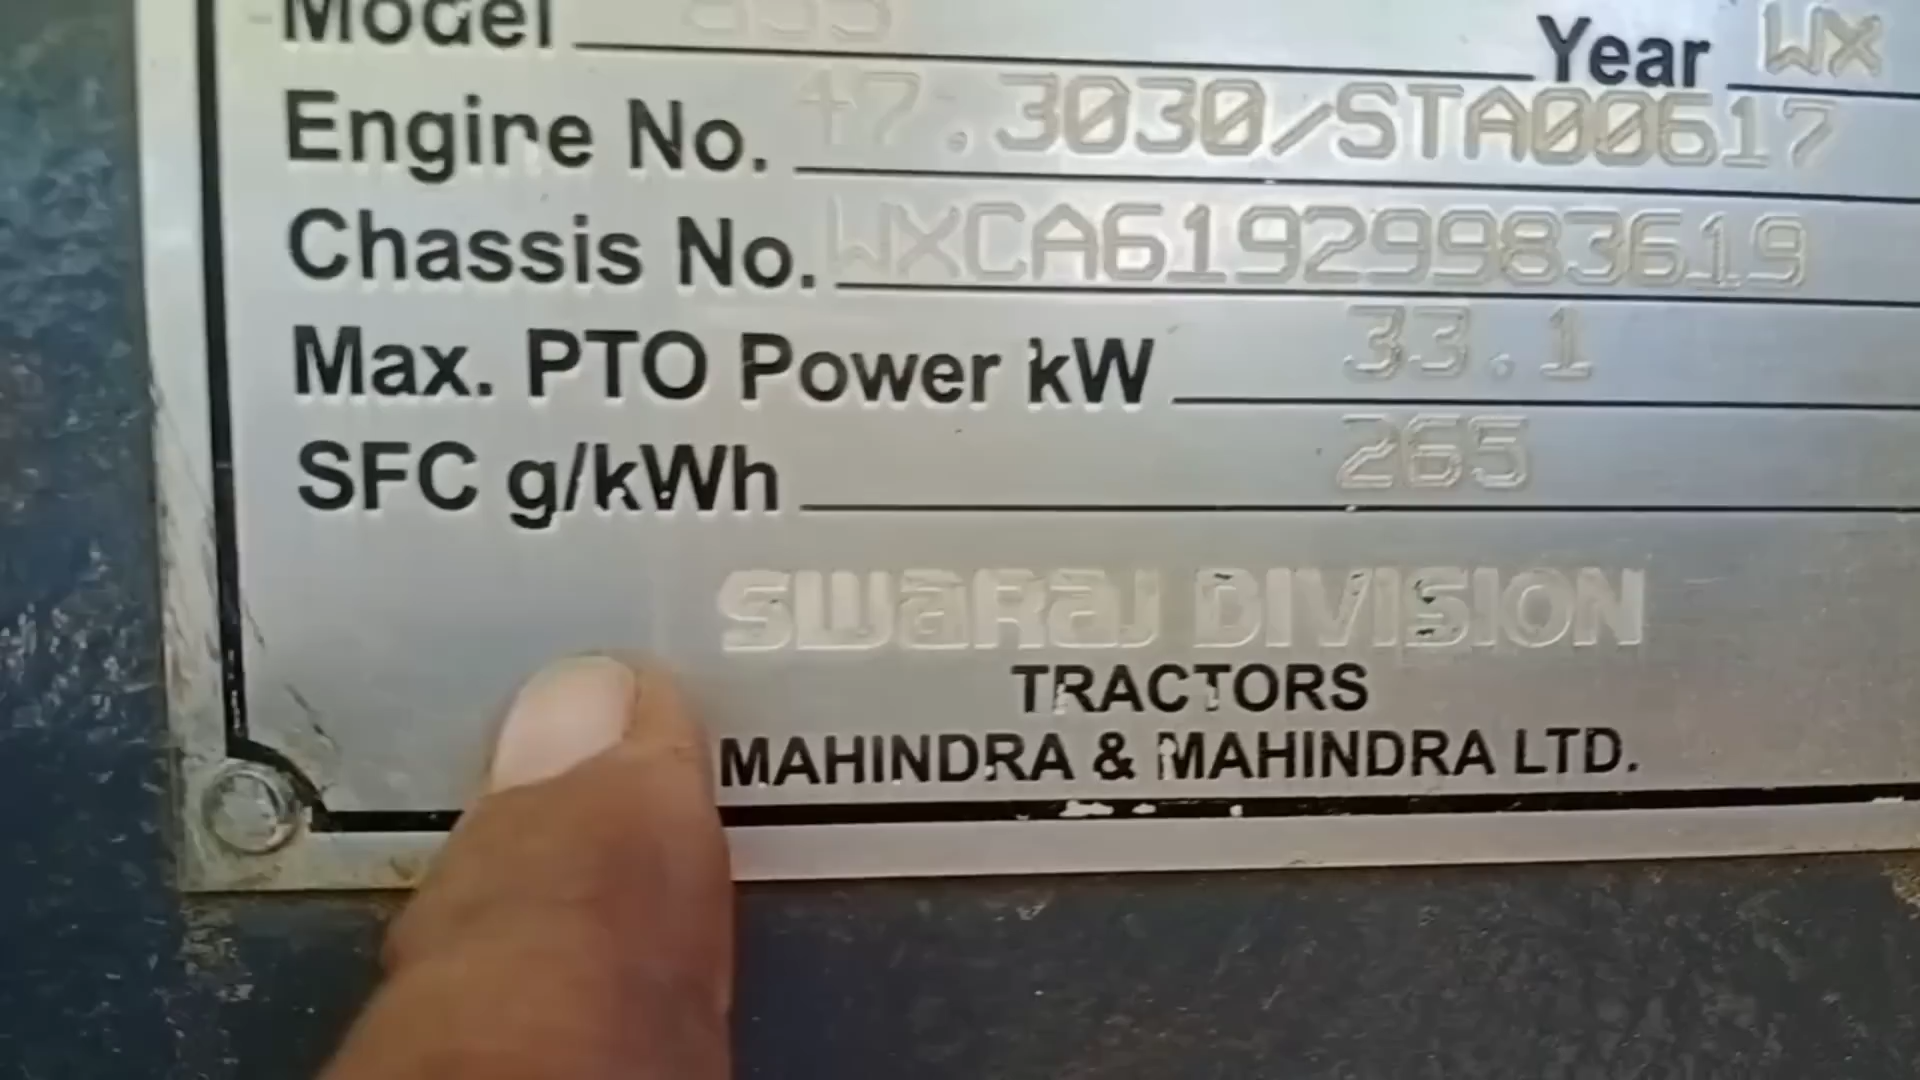 Model 855 Year WX
Engine No. 47.3030/STA00617
Chassis No. WXCA61929983619
Max. PTO Power kW 33.1
SFC g/kWh 265
SWARAJ DIVISION
TRACTORS
MAHINDRA & MAHINDRA LTD.